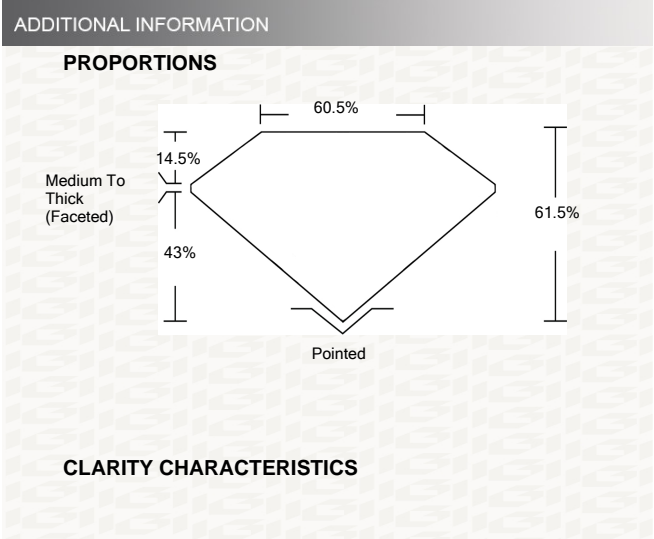 ADDITIONAL INFORMATION
PROPORTIONS
60.5%
14.5%
Medium To
Thick
(Faceted)
61.5%
43%
Pointed
CLARITY CHARACTERISTICS